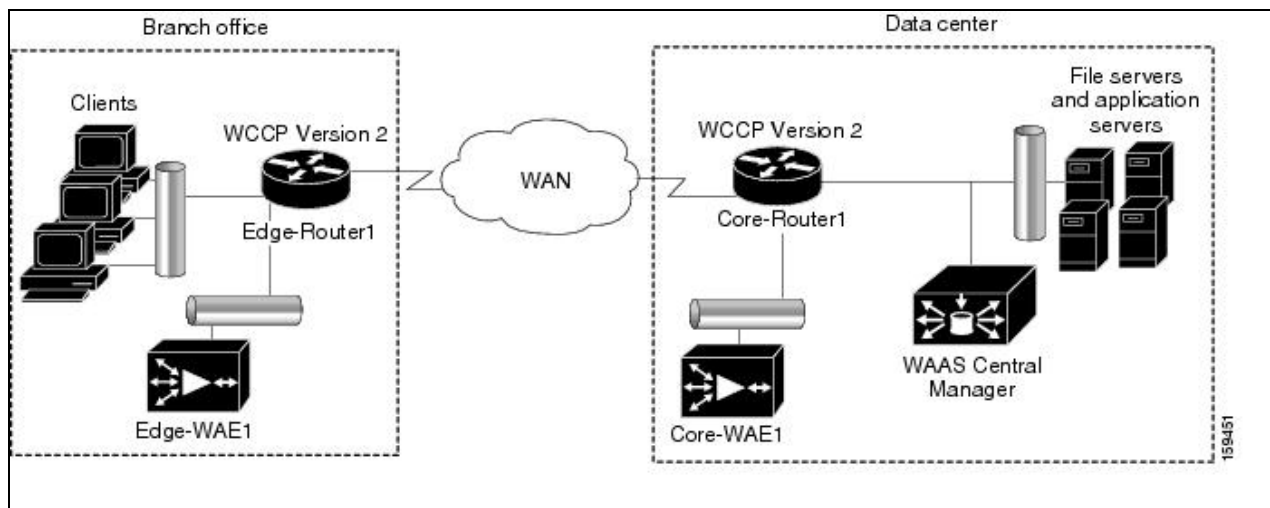 Branch office
Data center
Clients
WCCP Version 2
Edge-Router1
Edge-WAE1
WAN
WCCP Version 2
Core-Router1
Core-WAE1
File servers
and application
servers
WAAS Central
Manager
159451